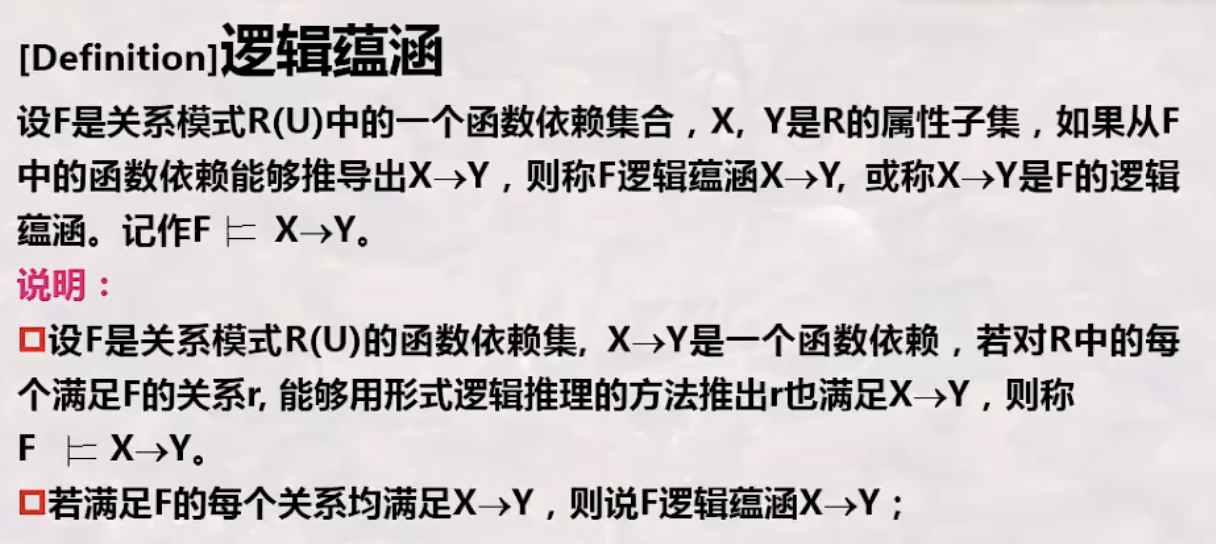 [Definition]逻辑蕴涵
设F是关系模式R(U)中的一个函数依赖集合，X, Y是R的属性子集，如果从F
中的函数依赖能够推导出X→Y，则称F逻辑蕴涵X→Y, 或称X→Y是F的逻辑
蕴涵。记作F ⊨ X→Y。
说明：
设F是关系模式R(U)的函数依赖集, X→Y是一个函数依赖，若对R中的每
个满足F的关系r, 能够用形式逻辑推理的方法推出r也满足X→Y，则称
F ⊨ X→Y。
若满足F的每个关系均满足X→Y，则说F逻辑蕴涵X→Y；